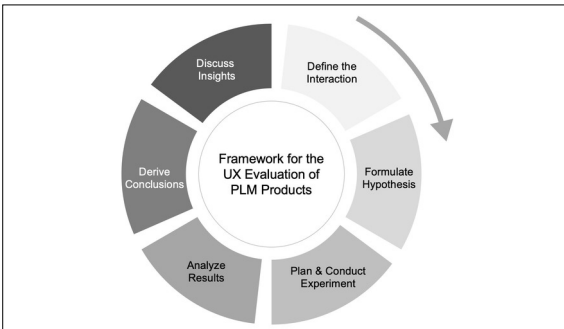 Framework for the
UX Evaluation of
PLM Products
Define the
Interaction
Formulate
Hypothesis
Plan & Conduct
Experiment
Analyze
Results
Derive
Conclusions
Discuss
Insights